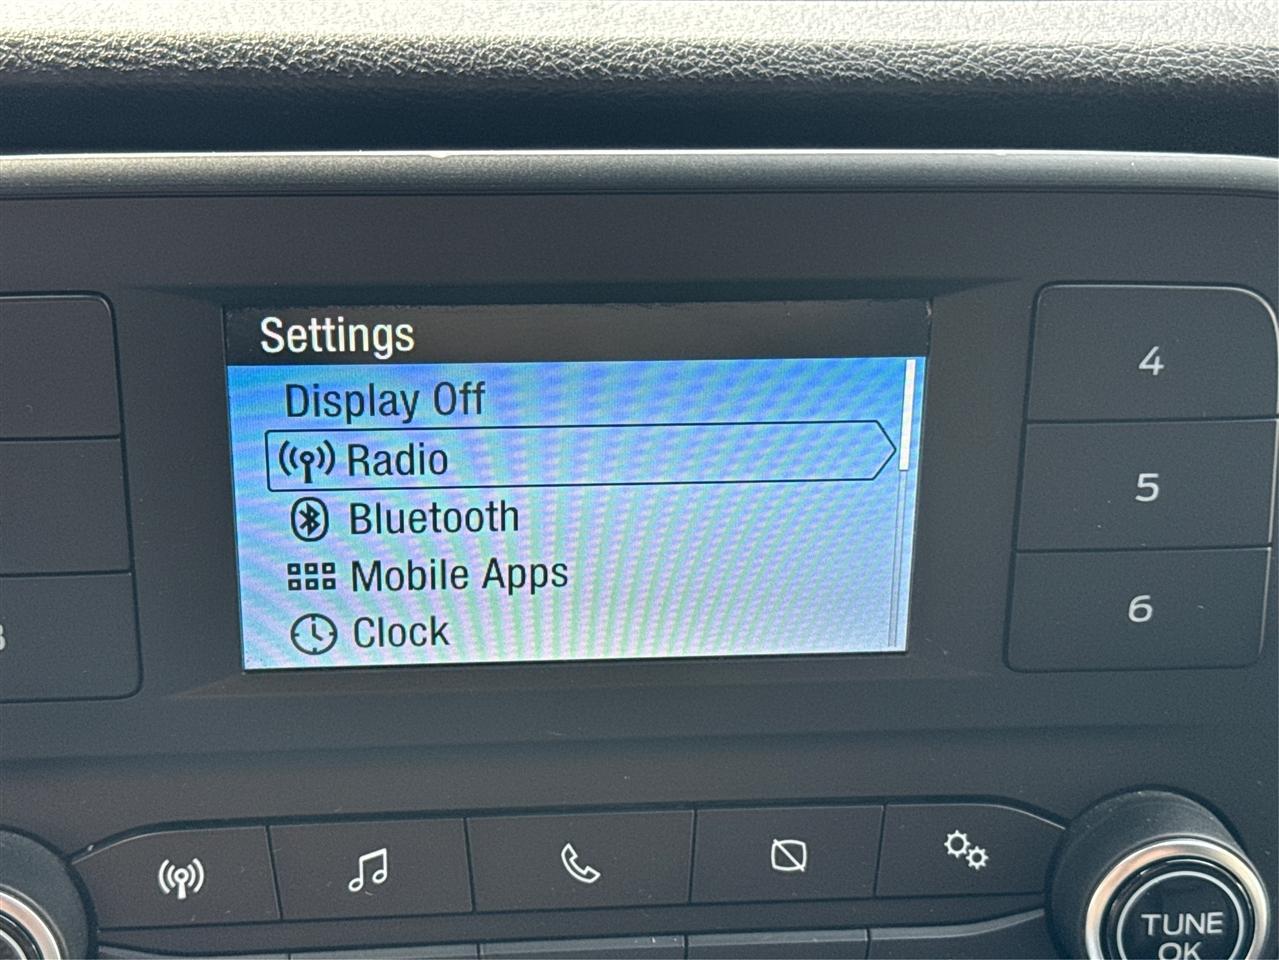 Settings
Display Off
Radio
Bluetooth
Mobile Apps
Clock
4
5
6
TUNE
OK